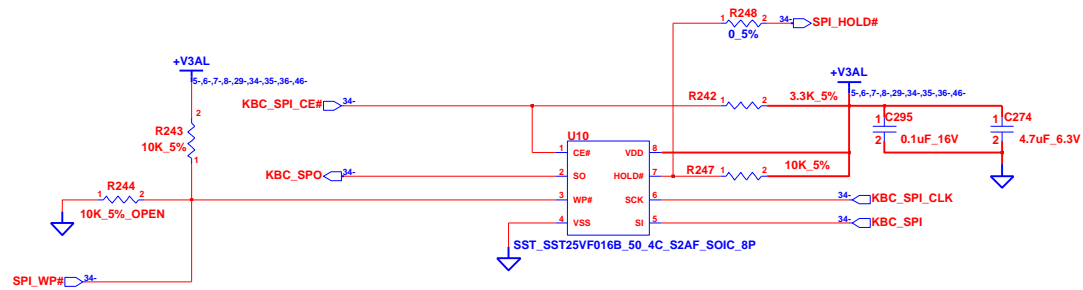 R248
1 2 34- SPI_HOLD#
0_5%
+V3AL +V3AL
5-,6-,7-,8-,29-,34-,35-,36-,46- 5-,6-,7-,8-,29-,34-,35-,36-,46-
KBC_SPI_CE# 34- R242 1 2 3.3K_5%
2 R243 10K_5% 1
1 C295 2 0.1uF_16V
1 C274 2 4.7uF_6.3V
U10
1 CE# VDD 8
R247 1 2 10K_5%
KBC_SPO 34- 2 SO HOLD# 7
R244
1 2
10K_5%_OPEN
3 WP# SCK 6 34- KBC_SPI_CLK
4 VSS SI 5 34- KBC_SPI
SST_SST25VF016B_50_4C_S2AF_SOIC_8P
SPI_WP# 34-